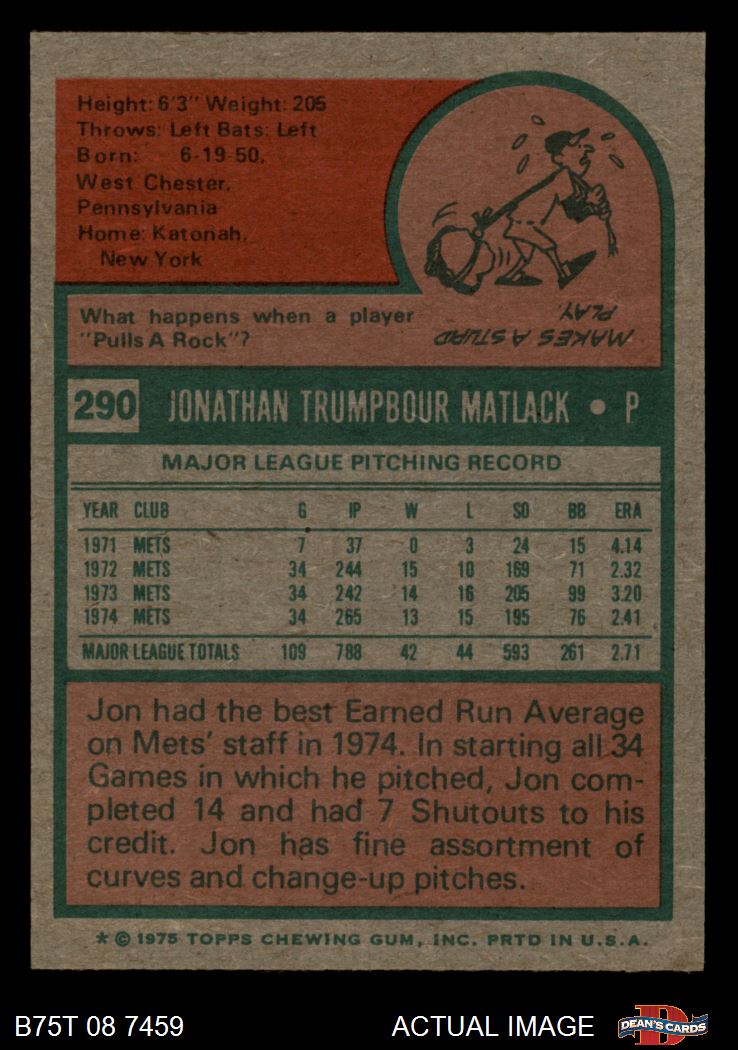 Height: 6'3" Weight: 205
Throws: Left Bats: Left
Born: 6-19-50,
West Chester,
Pennsylvania
Home: Katonah,
New York
What happens when a player
"Pulls A Rock"?
MAKES A STUPID
PLAY.
290 JONATHAN TRUMPBOUR MATLACK • P
MAJOR LEAGUE PITCHING RECORD
YEAR CLUB G IP W L SO BB ERA
1971 METS 7 37 0 3 24 15 4.14
1972 METS 34 244 15 10 169 71 2.32
1973 METS 34 242 14 16 205 99 3.20
1974 METS 34 265 13 15 195 76 2.41
MAJOR LEAGUE TOTALS 109 788 42 44 593 261 2.71
Jon had the best Earned Run Average
on Mets' staff in 1974. In starting all 34
Games in which he pitched, Jon com-
pleted 14 and had 7 Shutouts to his
credit. Jon has fine assortment of
curves and change-up pitches.
* © 1975 TOPPS CHEWING GUM, INC. PRTD IN U.S.A.
B75T 08 7459 ACTUAL IMAGE D DEAN'S CARDS